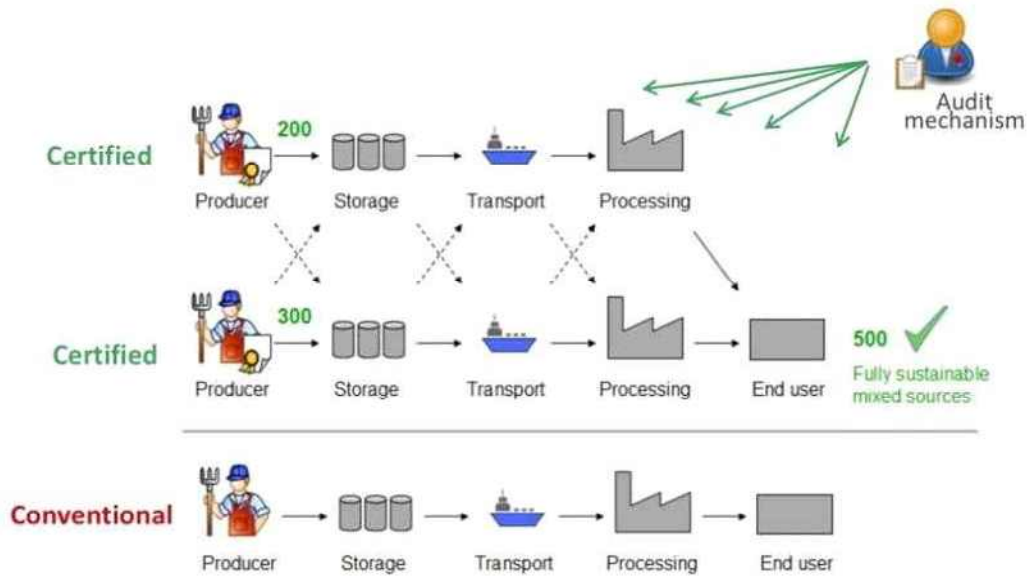 Audit
mechanism
Certified
200
Producer
Storage
Transport
Processing
Certified
300
500
Producer
Storage
Transport
Processing
End user
Fully sustainable
mixed sources
Conventional
Producer
Storage
Transport
Processing
End user